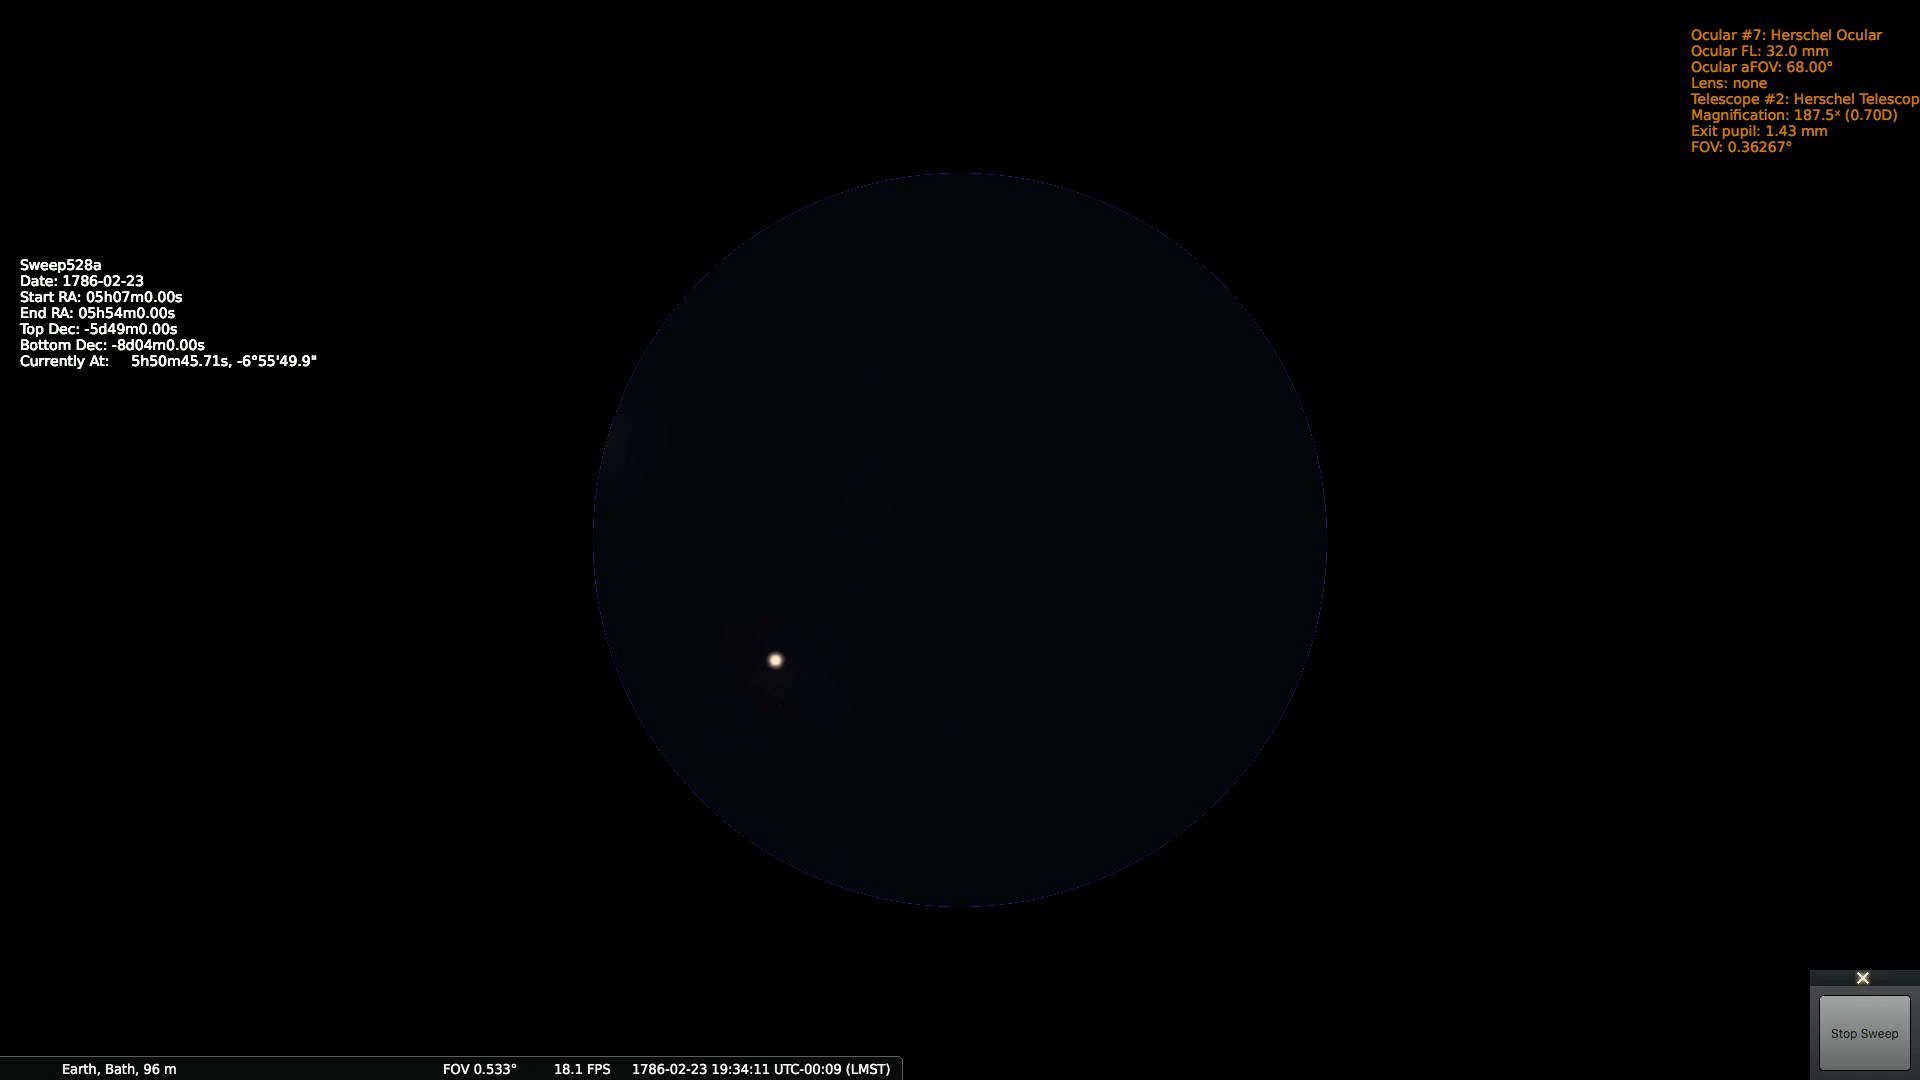 Ocular #7: Herschel Ocular
Ocular FL: 32.0 mm
Ocular aFOV: 68.00°
Lens: none
Telescope #2: Herschel Telescop
Magnification: 187.5ˣ (0.70D)
Exit pupil: 1.43 mm
FOV: 0.36267°
Sweep528a
Date: 1786-02-23
Start RA: 05h07m0.00s
End RA: 05h54m0.00s
Top Dec: -5d49m0.00s
Bottom Dec: -8d04m0.00s
Currently At: 5h50m45.71s, -6°55'49.9"
Stop Sweep
Earth, Bath, 96 m FOV 0.533° 18.1 FPS 1786-02-23 19:34:11 UTC-00:09 (LMST)